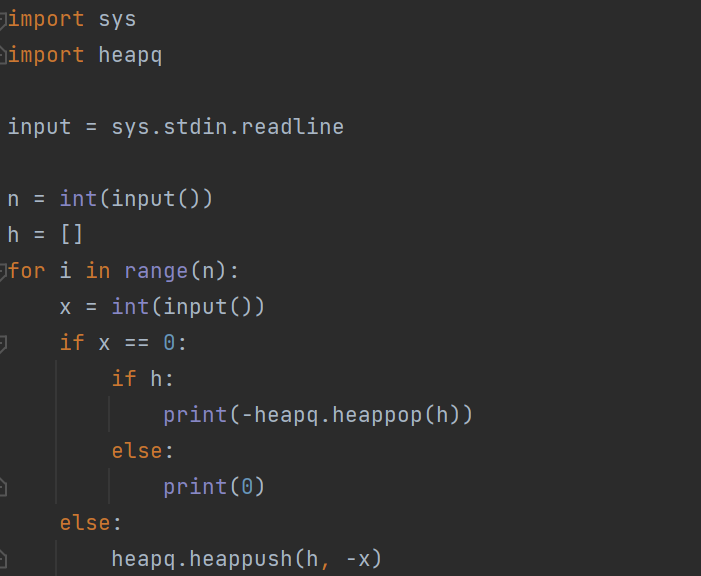 import sys
import heapq

input = sys.stdin.readline

n = int(input())
h = []
for i in range(n):
    x = int(input())
    if x == 0:
        if h:
            print(-heapq.heappop(h))
        else:
            print(0)
    else:
        heapq.heappush(h, -x)